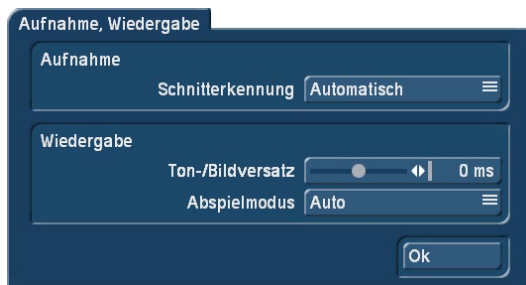 Aufnahme, Wiedergabe
Aufnahme
Schnitterkennung Automatisch
Wiedergabe
Ton-/Bildversatz 0 ms
Abspielmodus Auto
Ok